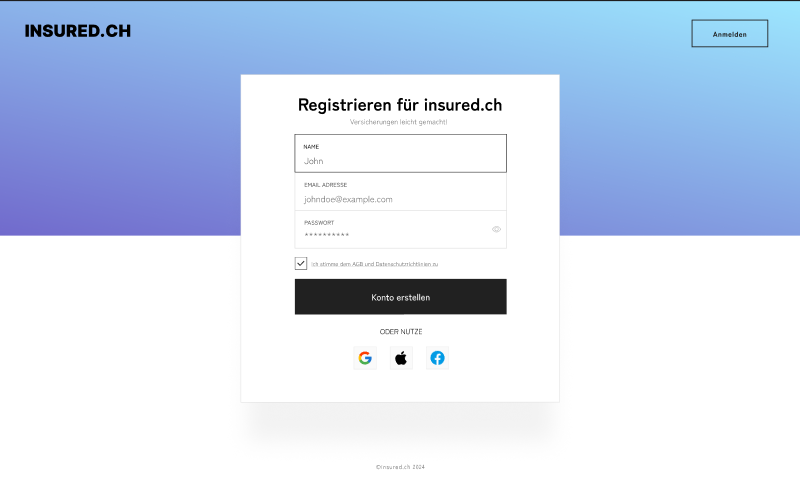 INSURED.CH
Anmelden
Registrieren für insured.ch
Versicherungen leicht gemacht!
NAME
John
EMAIL ADRESSE
johndoe@example.com
PASSWORT
**********
Ich stimme dem AGB und Datenschutzrichtlinien zu
Konto erstellen
ODER NUTZE
©insured.ch 2024